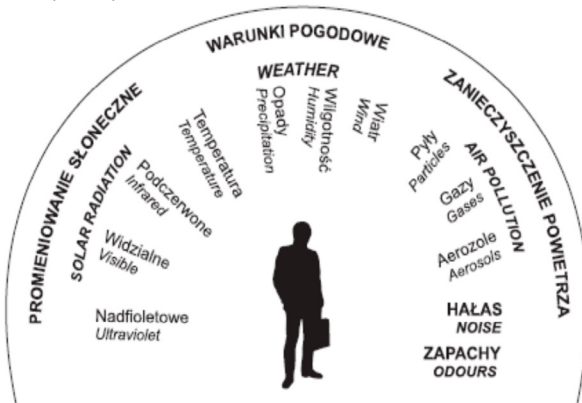 WARUNKI POGODOWE
WEATHER
PROMIENIOWANIE SŁONECZNE
SOLAR RADIATION
Nadfioletowe
Ultraviolet
Widzialne
Visible
Podczerwone
Infrared
Temperatura
Temperature
Opady
Precipitation
Wilgotność
Humidity
Wiatr
Wind
ZANIECZYSZCZENIE POWIETRZA
AIR POLLUTION
Pyły
Particles
Gazy
Gases
Aerozole
Aerosols
HAŁAS
NOISE
ZAPACHY
ODOURS